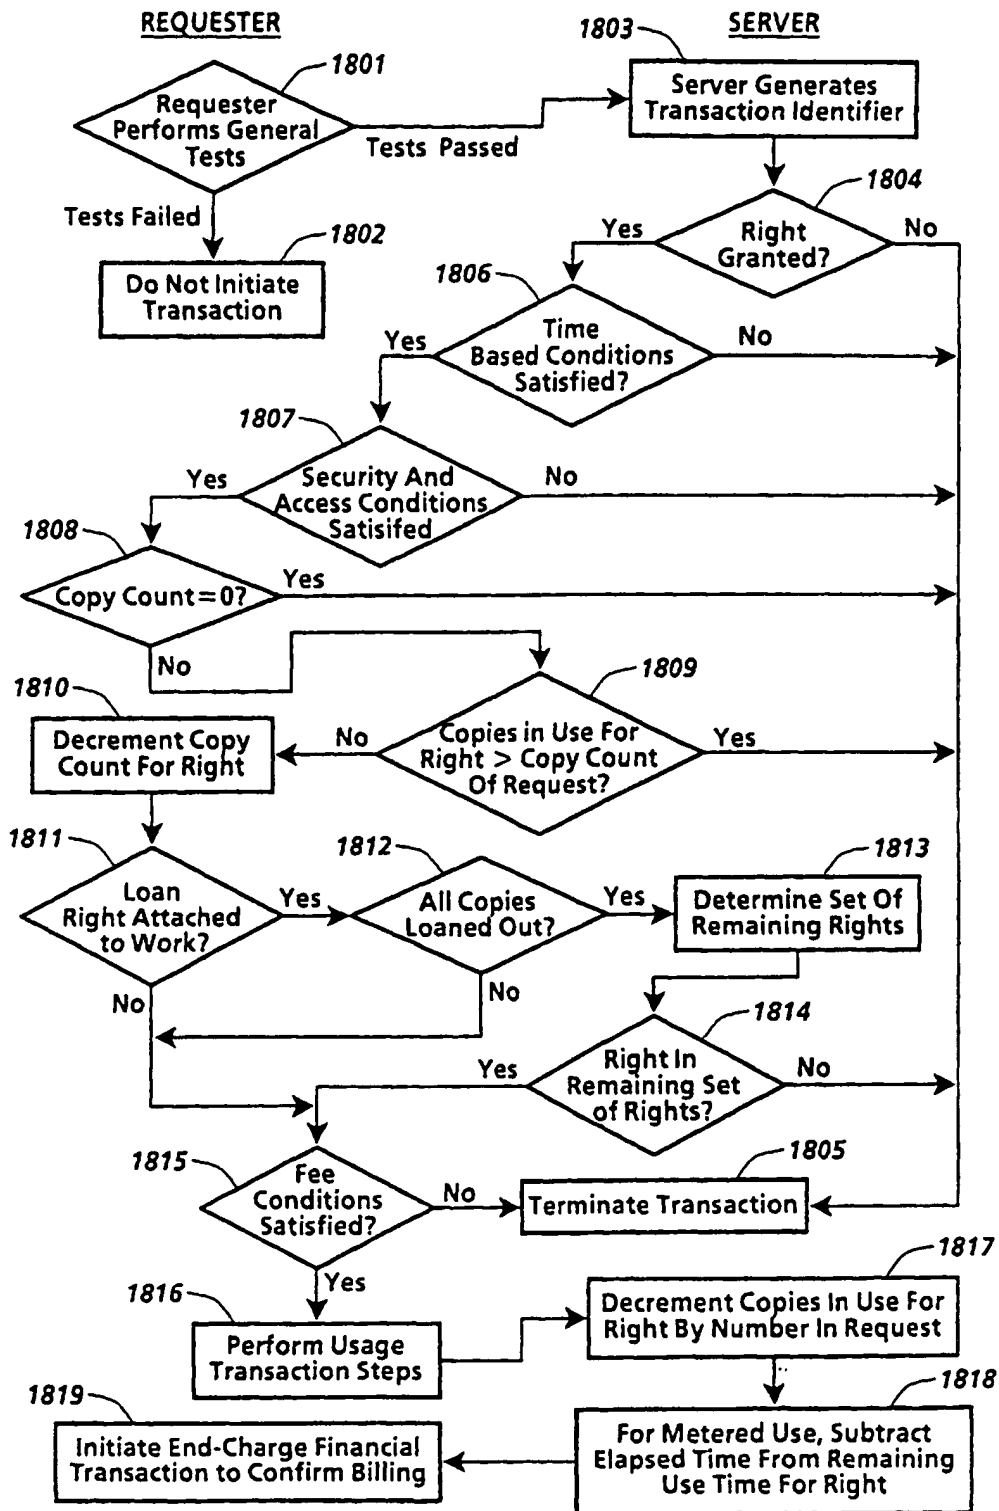 REQUESTER
SERVER
1801
1803
Requester
Performs General
Tests
Server Generates
Transaction Identifier
Tests Passed
Tests Failed
1802
1804
Do Not Initiate
Transaction
Yes
Right
Granted?
No
1806
Yes
Time
Based Conditions
Satisfied?
No
1807
Yes
Security And
Access Conditions
Satisifed
No
1808
Copy Count=0?
Yes
No
1809
1810
Decrement Copy
Count For Right
No
Copies in Use For
Right > Copy Count
Of Request?
Yes
1811
1812
1813
Loan
Right Attached
to Work?
Yes
All Copies
Loaned Out?
Yes
Determine Set Of
Remaining Rights
No
No
1814
Yes
Right In
Remaining Set
of Rights?
No
1815
1805
Fee
Conditions
Satisfied?
No
Terminate Transaction
Yes
1816
1817
Perform Usage
Transaction Steps
Decrement Copies In Use For
Right By Number In Request
1819
1818
Initiate End-Charge Financial
Transaction to Confirm Billing
For Metered Use, Subtract
Elapsed Time From Remaining
Use Time For Right